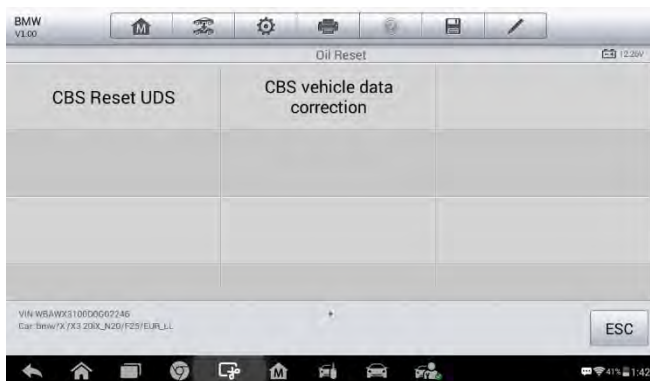 BMW
V1.00
Oil Reset
12.26V
CBS Reset UDS
CBS vehicle data
correction
VIN:WBAWX3100D0G02246
Car:bmw/'X'/X3 20iX_N20/F25/EUR_LL
ESC
41% 1:42
M
M